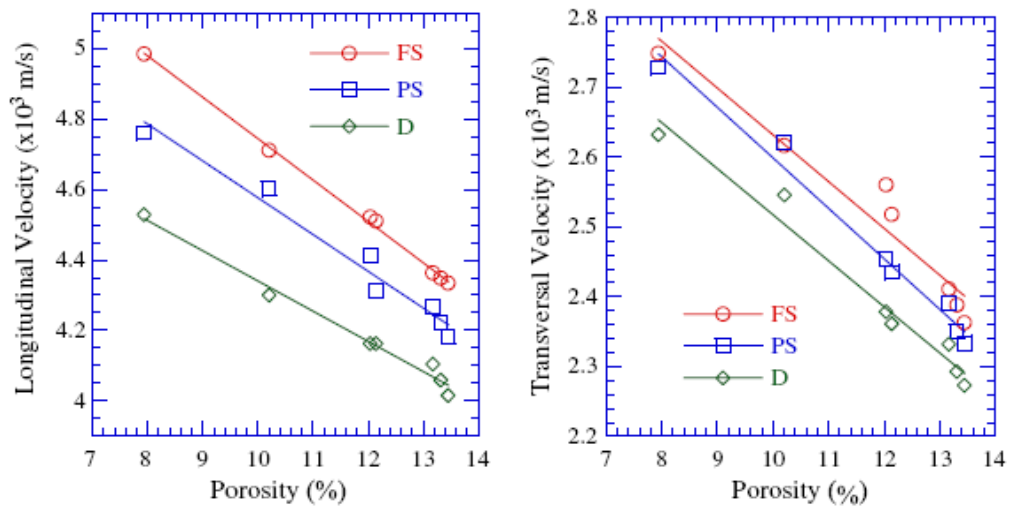 5
4.8
4.6
4.4
4.2
4
7 8 9 10 11 12 13 14
Longitudinal Velocity (x10³ m/s)
Porosity (%)
FS
PS
D
2.8
2.7
2.6
2.5
2.4
2.3
2.2
7 8 9 10 11 12 13 14
Transversal Velocity (x10³ m/s)
Porosity (%)
FS
PS
D